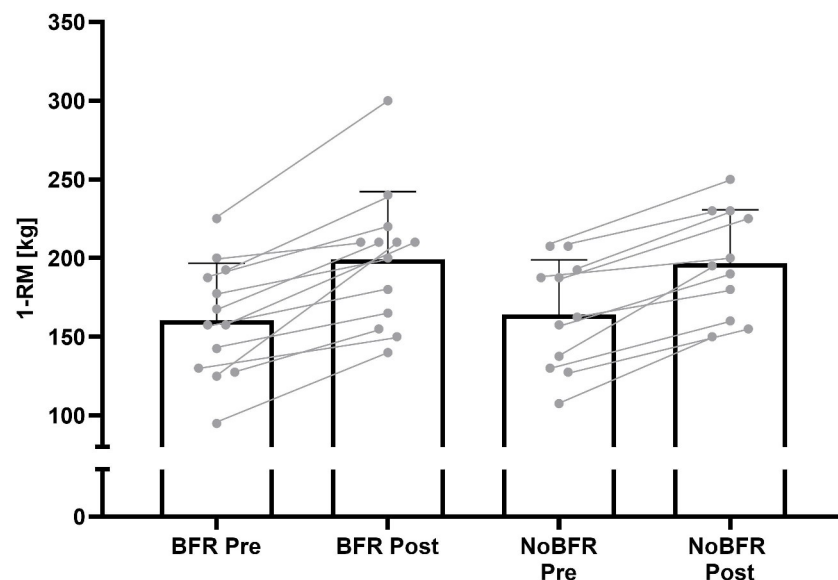 350
300
250
200
150
100
0
1-RM [kg]
BFR Pre
BFR Post
NoBFR
Pre
NoBFR
Post